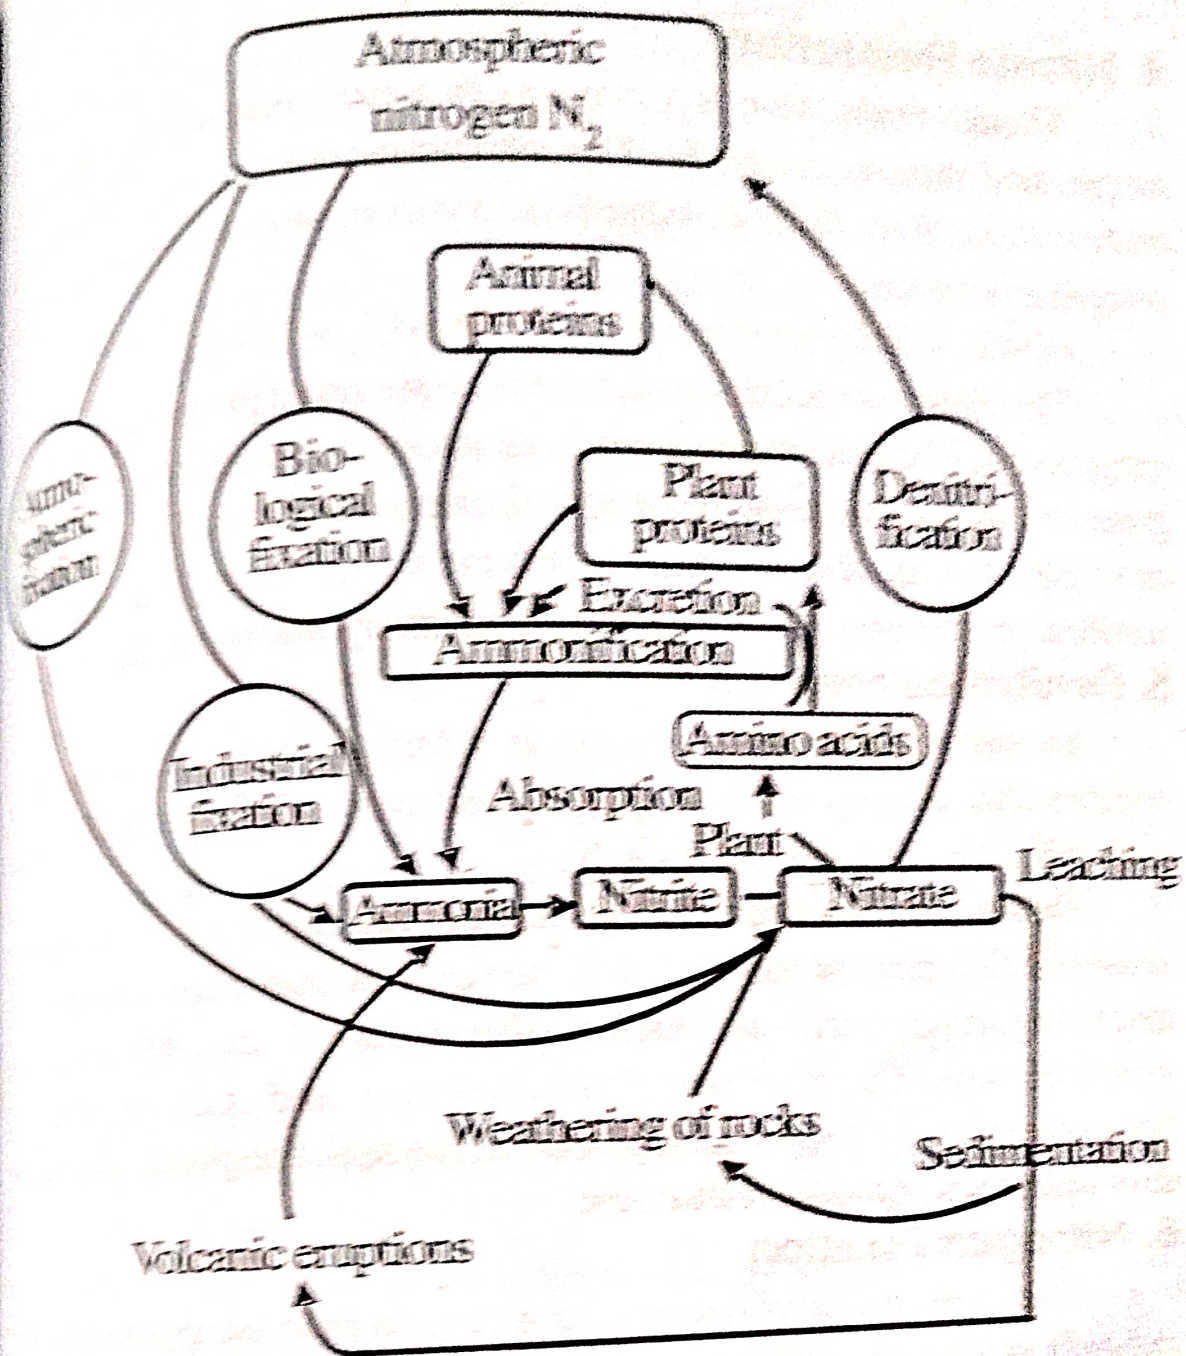 Atmospheric
nitrogen N2
Animal
proteins
Bio-
logical
fixation
Plant
proteins
Denitri-
fication
spheric
fixation
Excretion
Ammonification
Amino acids
Industrial
fixation
Absorption
Plant
Ammonia
Nitrite
Nitrate
Leaching
Weathering of rocks
Sedimentation
Volcanic eruptions